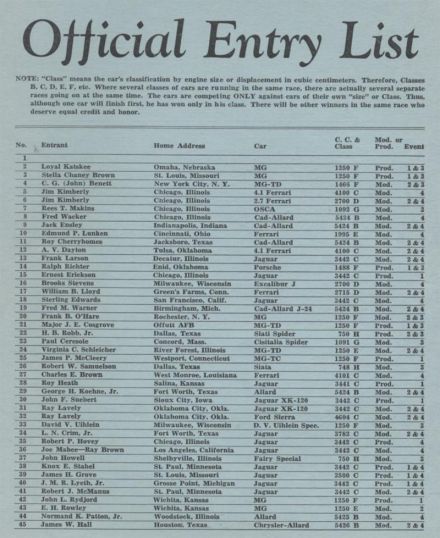 Official Entry List
NOTE: "Class" means the car's classification by engine size or displacement in cubic centimeters. Therefore, Classes
B, C, D, E, F, etc. Where several classes of cars are running in the same race, there are actually several separate
races going on at the same time. The cars are competing ONLY against cars of their own "size" or Class. Thus,
although one car will finish first, he has won only in his class. There will be other winners in the same race who
deserve equal credit and honor.
C. C. & Mod. or
No. Entrant Home Address Car Class Prod. Event
1
2 Loyal Katskee Omaha, Nebraska MG 1250 F Prod. 1 & 3
3 Stella Chaney Brown St. Louis, Missouri MG 1250 F Prod. 1 & 3
4 C. G. (John) Benett New York City, N. Y. MG-TD 1466 F Mod. 2 & 3
5 Jim Kimberly Chicago, Illinois 4.1 Ferrari 4100 C Mod. 4
6 Jim Kimberly Chicago, Illinois 2.7 Ferrari 2700 D Mod. 2 & 4
7 Rees T. Makins Chicago, Illinois OSCA 1092 G Mod. 3
8 Fred Wacker Chicago, Illinois Cad-Allard 5424 B Mod. 4
9 Jack Ensley Indianapolis, Indiana Cad-Allard 5424 B Mod. 2 & 4
10 Edmund P. Lunken Cincinnati, Ohio Ferrari 1995 E Mod. 4
11 Roy Cherryhomes Jacksboro, Texas Cad-Allard 5424 B Mod. 2 & 4
12 A. V. Dayton Tulsa, Oklahoma 4.1 Ferrari 4100 C Mod. 2 & 4
13 Frank Larson Decatur, Illinois Jaguar 3442 C Mod. 2 & 4
14 Ralph Richter Enid, Oklahoma Porsche 1488 F Prod. 1 & 3
15 Ernest Erickson Chicago, Illinois Jaguar 3442 C Prod. 1
16 Brooks Stevens Milwaukee, Wisconsin Excalibur J 2700 D Mod. 4
17 William B. Lloyd Green's Farms, Conn. Ferrari 2715 D Mod. 2 & 4
18 Sterling Edwards San Francisco, Calif. Jaguar 3442 C Mod. 4
19 Fred M. Warner Birmingham, Mich. Cad-Allard J-24 5424 B Mod. 2 & 4
20 Frank B. O'Hare Rochester, N. Y. MG 1250 F Mod. 2 & 3
21 Major J. E. Cosgrove Offutt AFB MG-TD 1250 F Prod. 1 & 3
22 H. B. Robb, Jr. Dallas, Texas Siati Spider 750 H Prod. 2 & 3
23 Paul Ceresole Concord, Mass. Cisitalia Spider 1091 G Mod. 3
24 Virginia C. Schleicher River Forest, Illinois MG-TD 1250 E Mod. 2 & 4
25 James P. McCleery Westport, Connecticut MG-TC 1250 F Prod. 1
26 Robert W. Samuelson Dallas, Texas Siata 748 H Mod. 3
27 Charles E. Brown West Monroe, Louisiana Ferrari 4101 C Mod. 4
28 Roy Heath Salina, Kansas Jaguar 3441 C Prod. 1
29 George H. Koehne, Jr. Fort Worth, Texas Allard 5424 B Mod. 2 & 4
30 John F. Snebert Sioux City, Iowa Jaguar XK-120 3442 C Prod. 1
31 Ray Lavely Oklahoma City, Okla. Jaguar XK-120 3442 C Mod. 2 & 4
32 Ray Lavely Oklahoma City, Okla. Ford Sierra 4604 C Mod. 2 & 4
33 David V. Uihlein Milwaukee, Wisconsin D. V. Uihlein Spec. 1250 F Mod. 3
34 L. N. Crim, Jr. Fort Worth, Texas Jaguar 3782 C Mod. 2 & 4
35 Robert P. Hovey Chicago, Illinois Jaguar 3442 C Prod. 4
36 Joe Mabee—Ray Brown Los Angeles, California Jaguar 3442 C Mod. 4
37 John Howell Shelbyville, Illinois Fairy Special 750 H Mod. 3
38 Knox E. Stahel St. Paul, Minnesota Jaguar 3442 C Prod. 1 & 4
39 James H. Grove St. Louis, Missouri Jaguar 3500 C Prod. 1 & 4
40 J. M. R. Lyeth, Jr. Grosse Point, Michigan Jaguar 3442 C Prod. 1 & 4
41 Robert J. McManus St. Paul, Minnesota Jaguar 3442 C Mod. 2 & 4
42 John L. Rydjord Wichita, Kansas MG 1250 F Prod. 1
43 E. H. Rowley Wichita, Kansas MG 1250 E Mod. 2
44 Normand K. Patton, Jr. Woodstock, Illinois Allard 5425 B Mod. 4
45 James W. Hall Houston, Texas Chrysler-Allard 5426 B Mod. 2 & 4